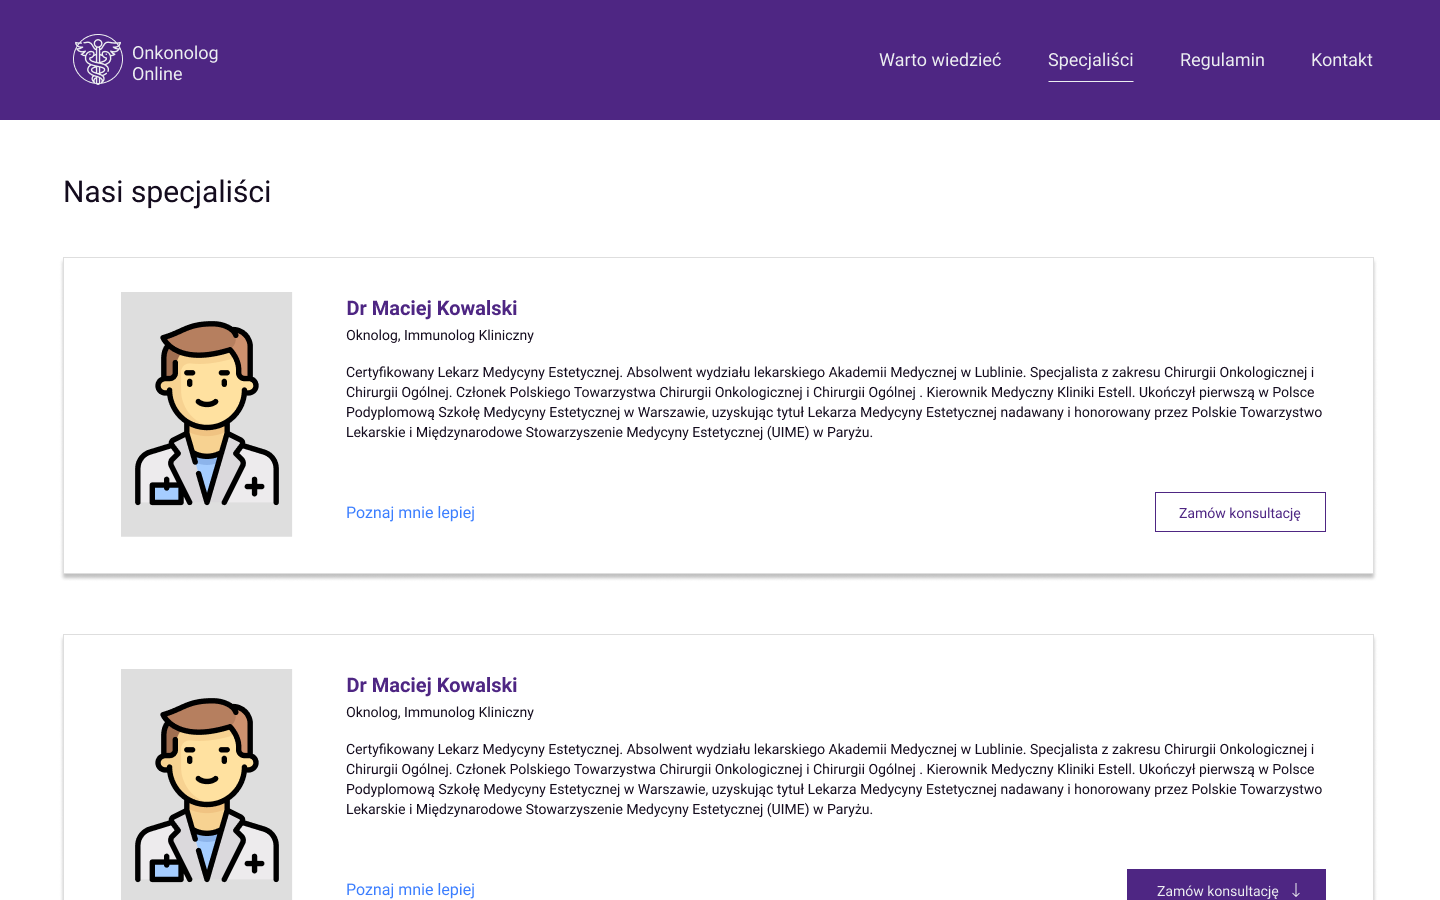 Onkonolog
Online
Warto wiedzieć
Specjaliści
Regulamin
Kontakt
Nasi specjaliści
Dr Maciej Kowalski
Oknolog, Immunolog Kliniczny
Certyfikowany Lekarz Medycyny Estetycznej. Absolwent wydziału lekarskiego Akademii Medycznej w Lublinie. Specjalista z zakresu Chirurgii Onkologicznej i
Chirurgii Ogólnej. Członek Polskiego Towarzystwa Chirurgii Onkologicznej i Chirurgii Ogólnej . Kierownik Medyczny Kliniki Estell. Ukończył pierwszą w Polsce
Podyplomową Szkołę Medycyny Estetycznej w Warszawie, uzyskując tytuł Lekarza Medycyny Estetycznej nadawany i honorowany przez Polskie Towarzystwo
Lekarskie i Międzynarodowe Stowarzyszenie Medycyny Estetycznej (UIME) w Paryżu.
Poznaj mnie lepiej
Zamów konsultację
Dr Maciej Kowalski
Oknolog, Immunolog Kliniczny
Certyfikowany Lekarz Medycyny Estetycznej. Absolwent wydziału lekarskiego Akademii Medycznej w Lublinie. Specjalista z zakresu Chirurgii Onkologicznej i
Chirurgii Ogólnej. Członek Polskiego Towarzystwa Chirurgii Onkologicznej i Chirurgii Ogólnej . Kierownik Medyczny Kliniki Estell. Ukończył pierwszą w Polsce
Podyplomową Szkołę Medycyny Estetycznej w Warszawie, uzyskując tytuł Lekarza Medycyny Estetycznej nadawany i honorowany przez Polskie Towarzystwo
Lekarskie i Międzynarodowe Stowarzyszenie Medycyny Estetycznej (UIME) w Paryżu.
Poznaj mnie lepiej
Zamów konsultację ↓